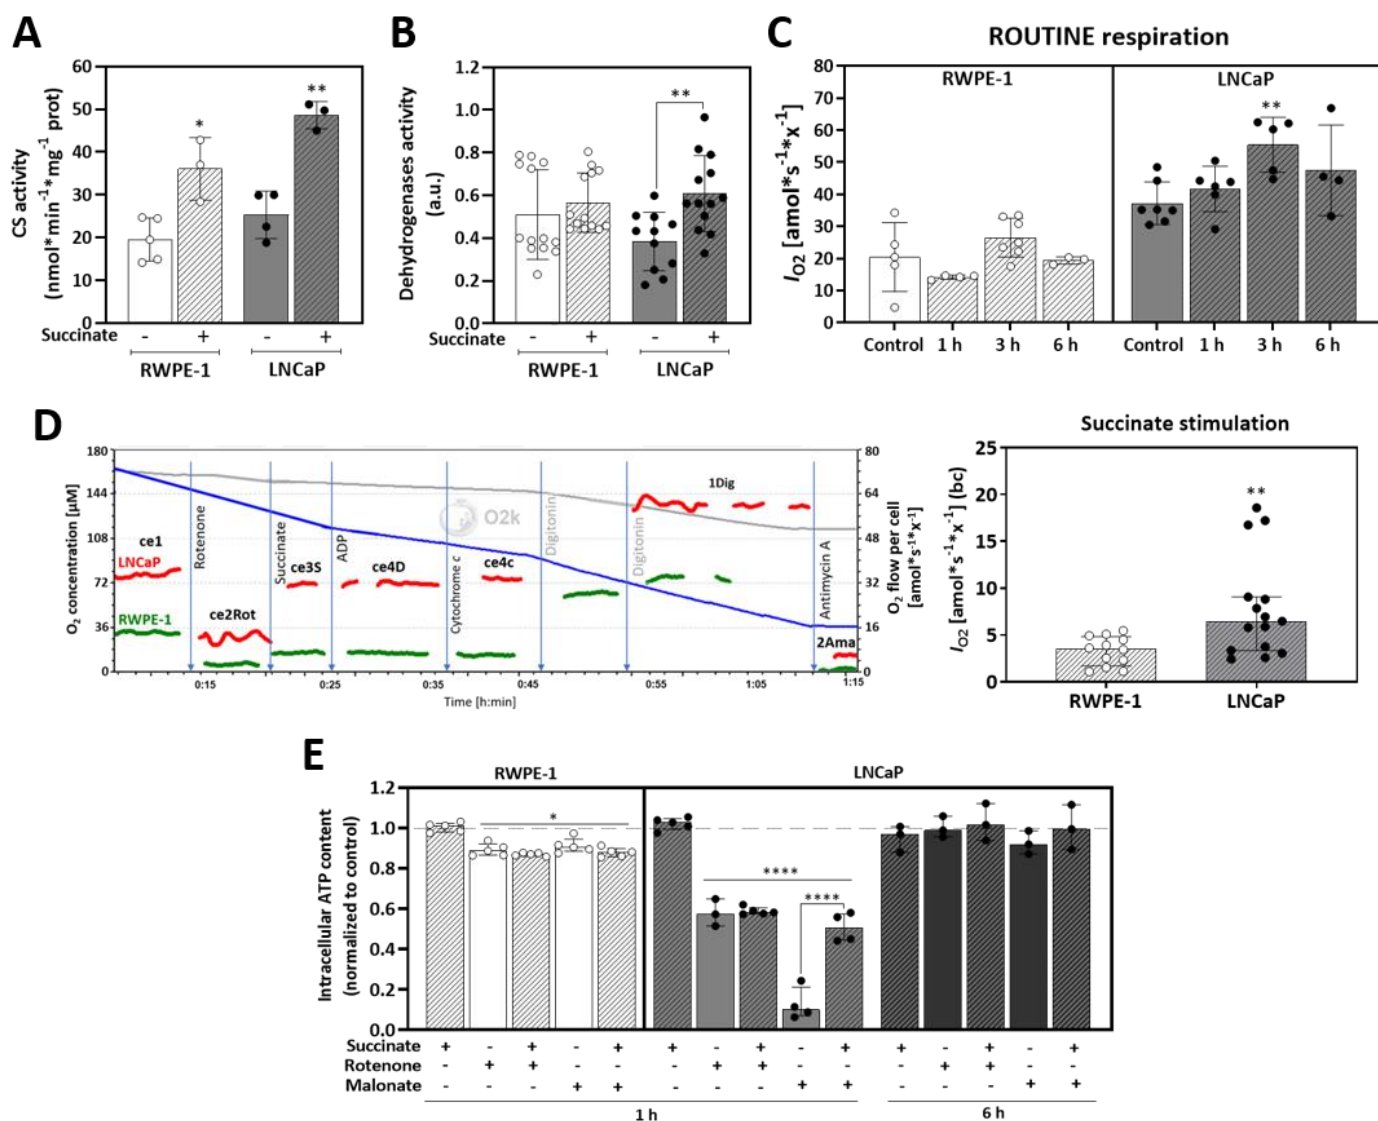 A
CS activity
(nmol*min⁻¹*mg⁻¹ prot)
60
50
40
30
20
10
0
*
**
Succinate - + - +
RWPE-1 LNCaP
B
Dehydrogenases activity
(a.u.)
1.2
1.0
0.8
0.6
0.4
0.2
0.0
**
Succinate - + - +
RWPE-1 LNCaP
C
ROUTINE respiration
RWPE-1 LNCaP
I_O2 [amol*s⁻¹*x⁻¹]
80
70
60
50
40
30
20
10
0
**
Control 1 h 3 h 6 h Control 1 h 3 h 6 h
D
O₂ concentration [µM]
180
144
108
72
36
0
ce1
LNCaP
RWPE-1
Rotenone
ce2Rot
Succinate
ce3S
ADP
ce4D
Cytochrome c
O2k
ce4c
Digitonin
Digitonin
1Dig
Antimycin A
2Ama
80
64
48
32
16
0
O₂ flow per cell
[amol*s⁻¹*x⁻¹]
0:15 0:25 0:35 0:45 0:55 1:05 1:15
Time [h:min]
Succinate stimulation
I_O2 [amol*s⁻¹*x⁻¹] (bc)
25
20
15
10
5
0
**
RWPE-1 LNCaP
E
RWPE-1 LNCaP
Intracellular ATP content
(normalized to control)
1.2
1.0
0.8
0.6
0.4
0.2
0.0
*
****
****
Succinate + - + - + + - + - + + - + - +
Rotenone - + + - - - + + - - - + + - -
Malonate - - - + + - - - + + - - - + +
1 h 6 h